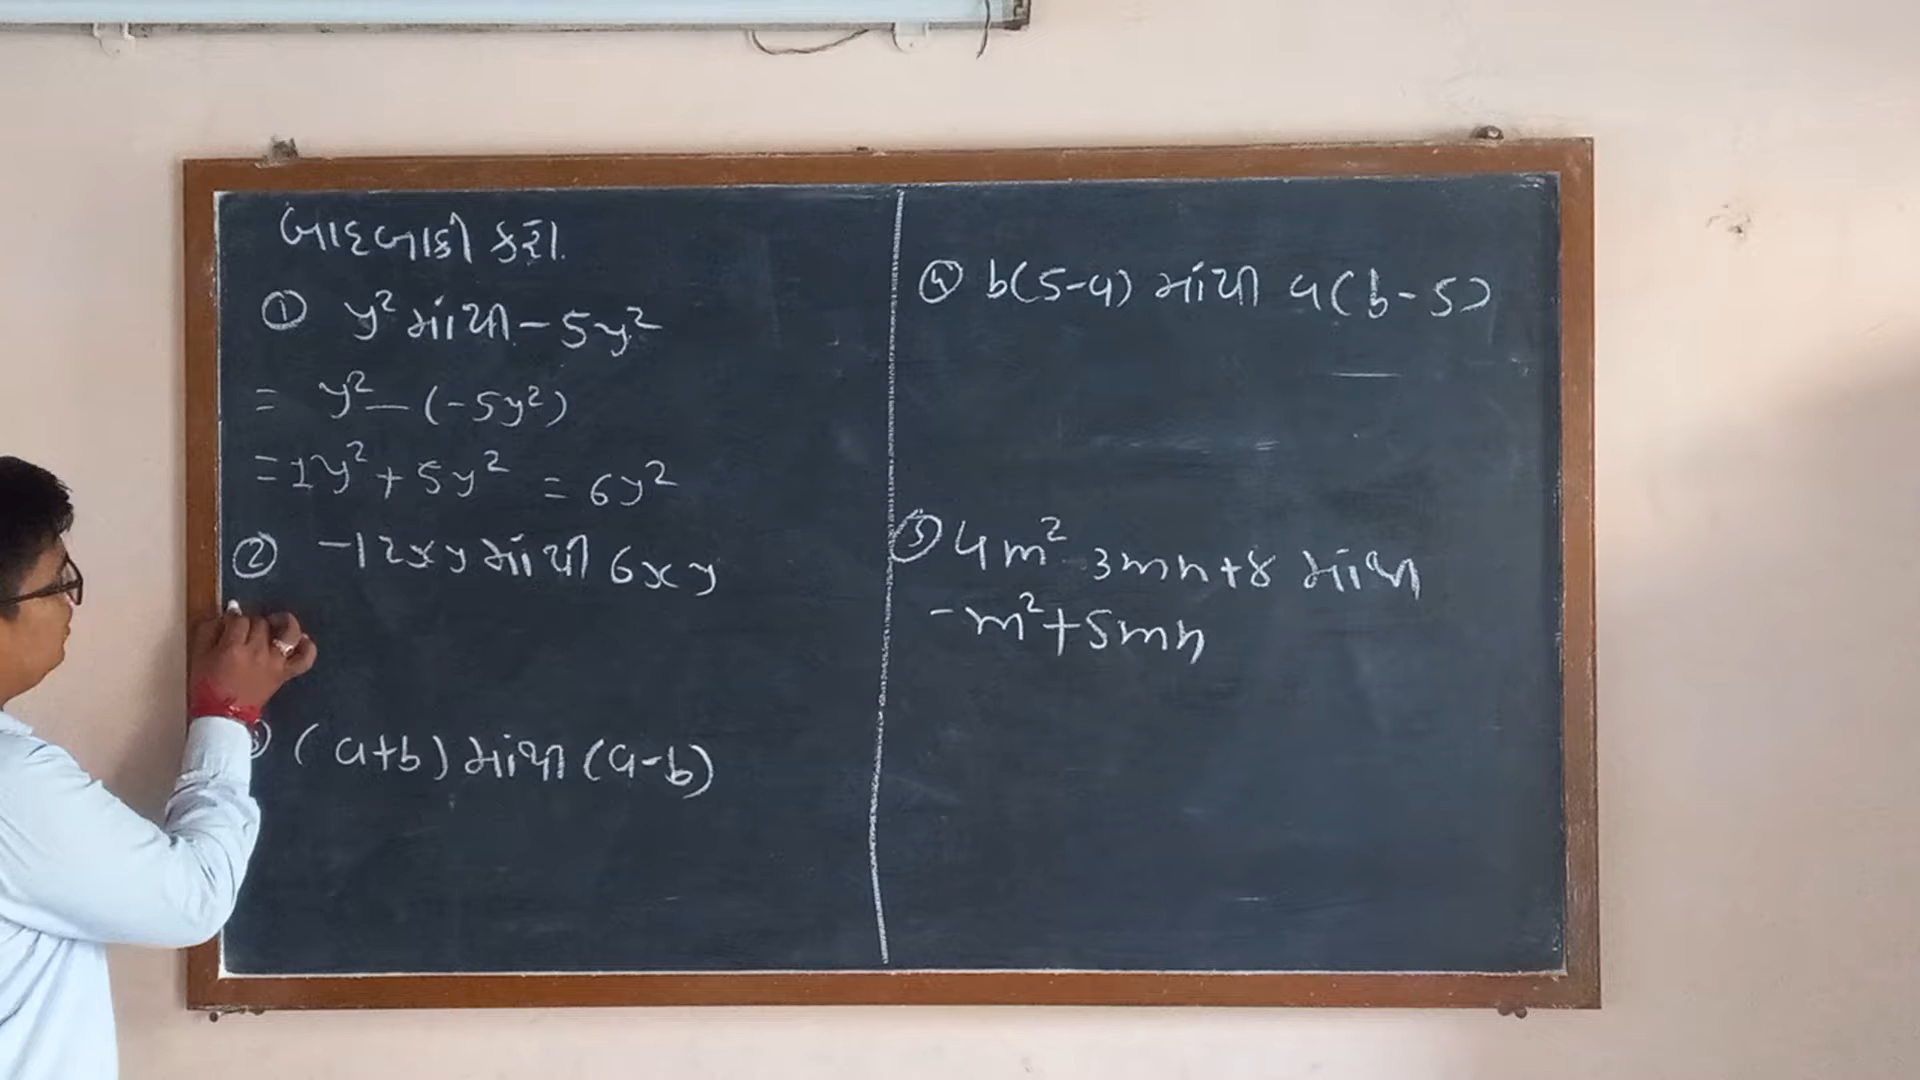 બાદબાકી કરો.
① y² માંથી - 5y²
= y² - (-5y²)
= 1y² + 5y² = 6y²
② -12xy માંથી 6xy
(a+b) માંથી (a-b)
④ b(5-a) માંથી a(b-5)
⑤ 4m² - 3mn + 8 માંથી
-m² + 5mn